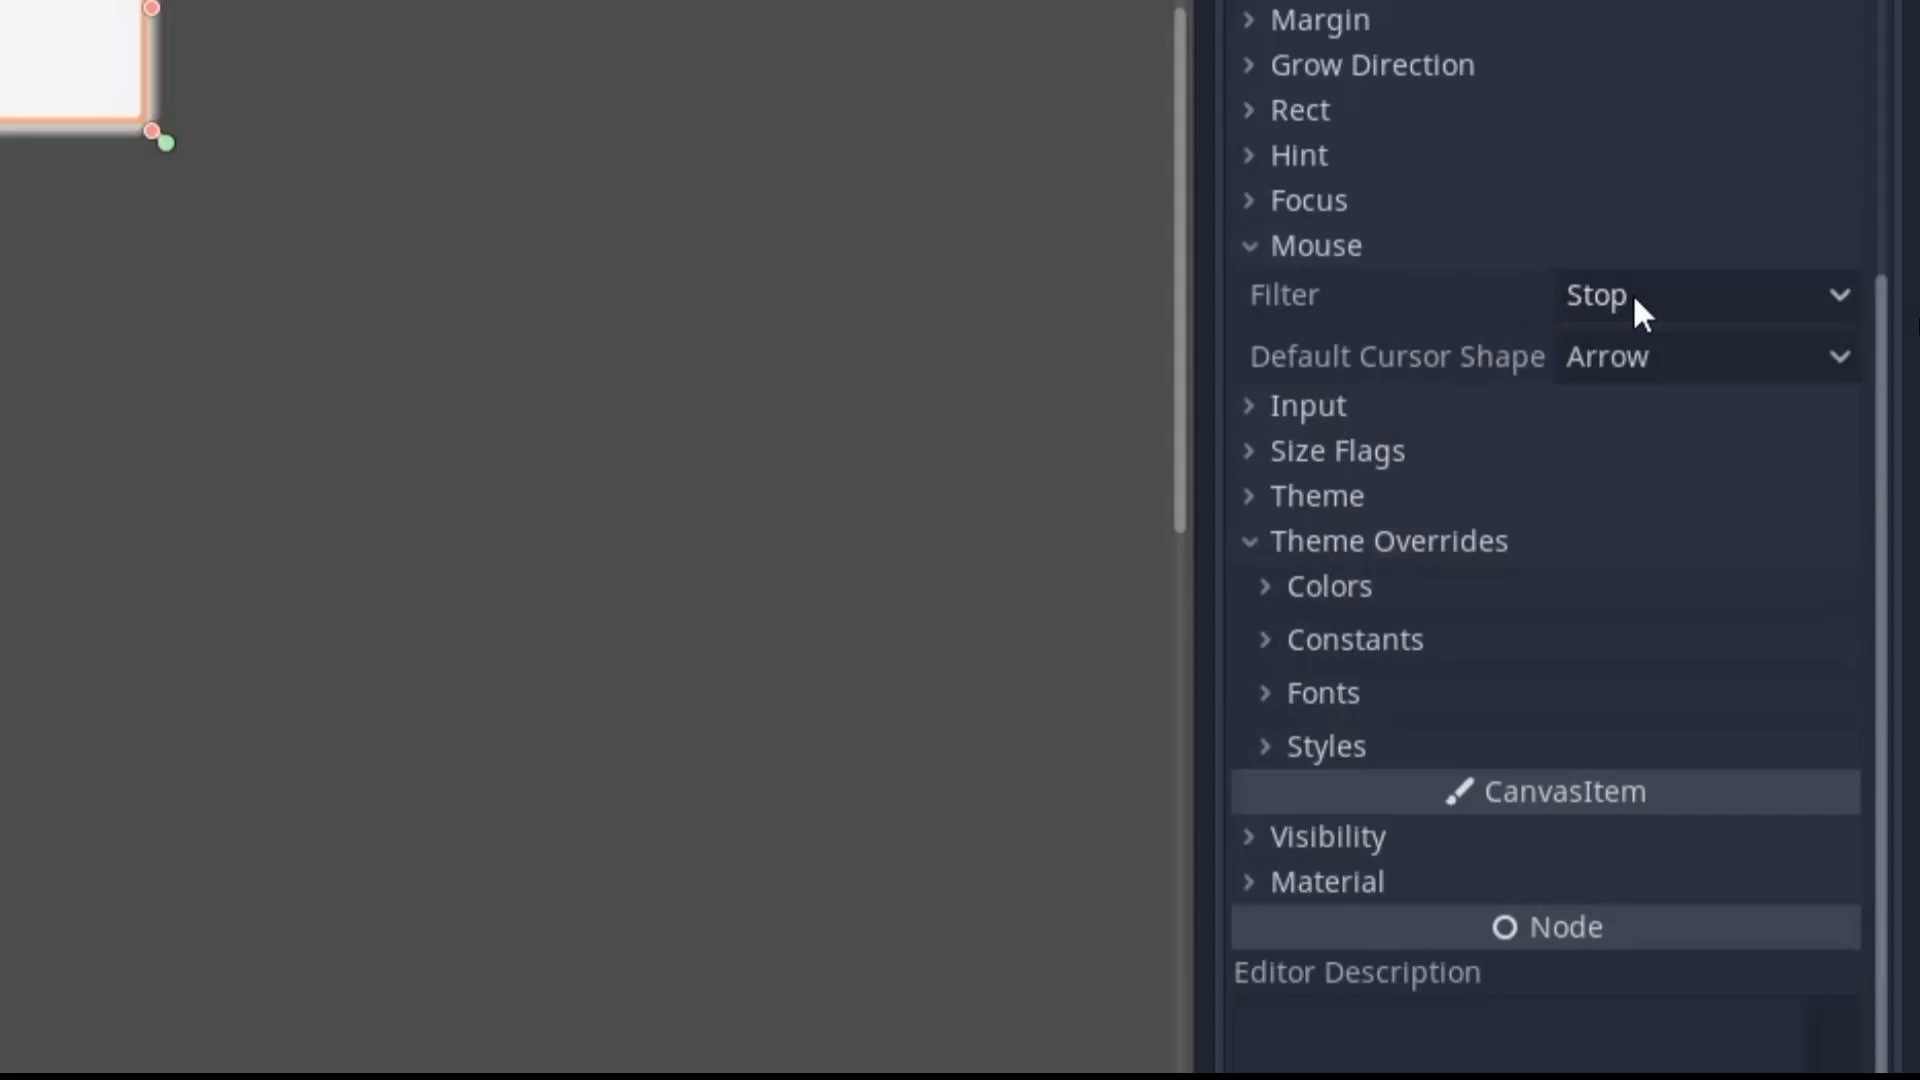 Margin
Grow Direction
Rect
Hint
Focus
Mouse
Filter Stop
Default Cursor Shape Arrow
Input
Size Flags
Theme
Theme Overrides
Colors
Constants
Fonts
Styles
CanvasItem
Visibility
Material
Node
Editor Description